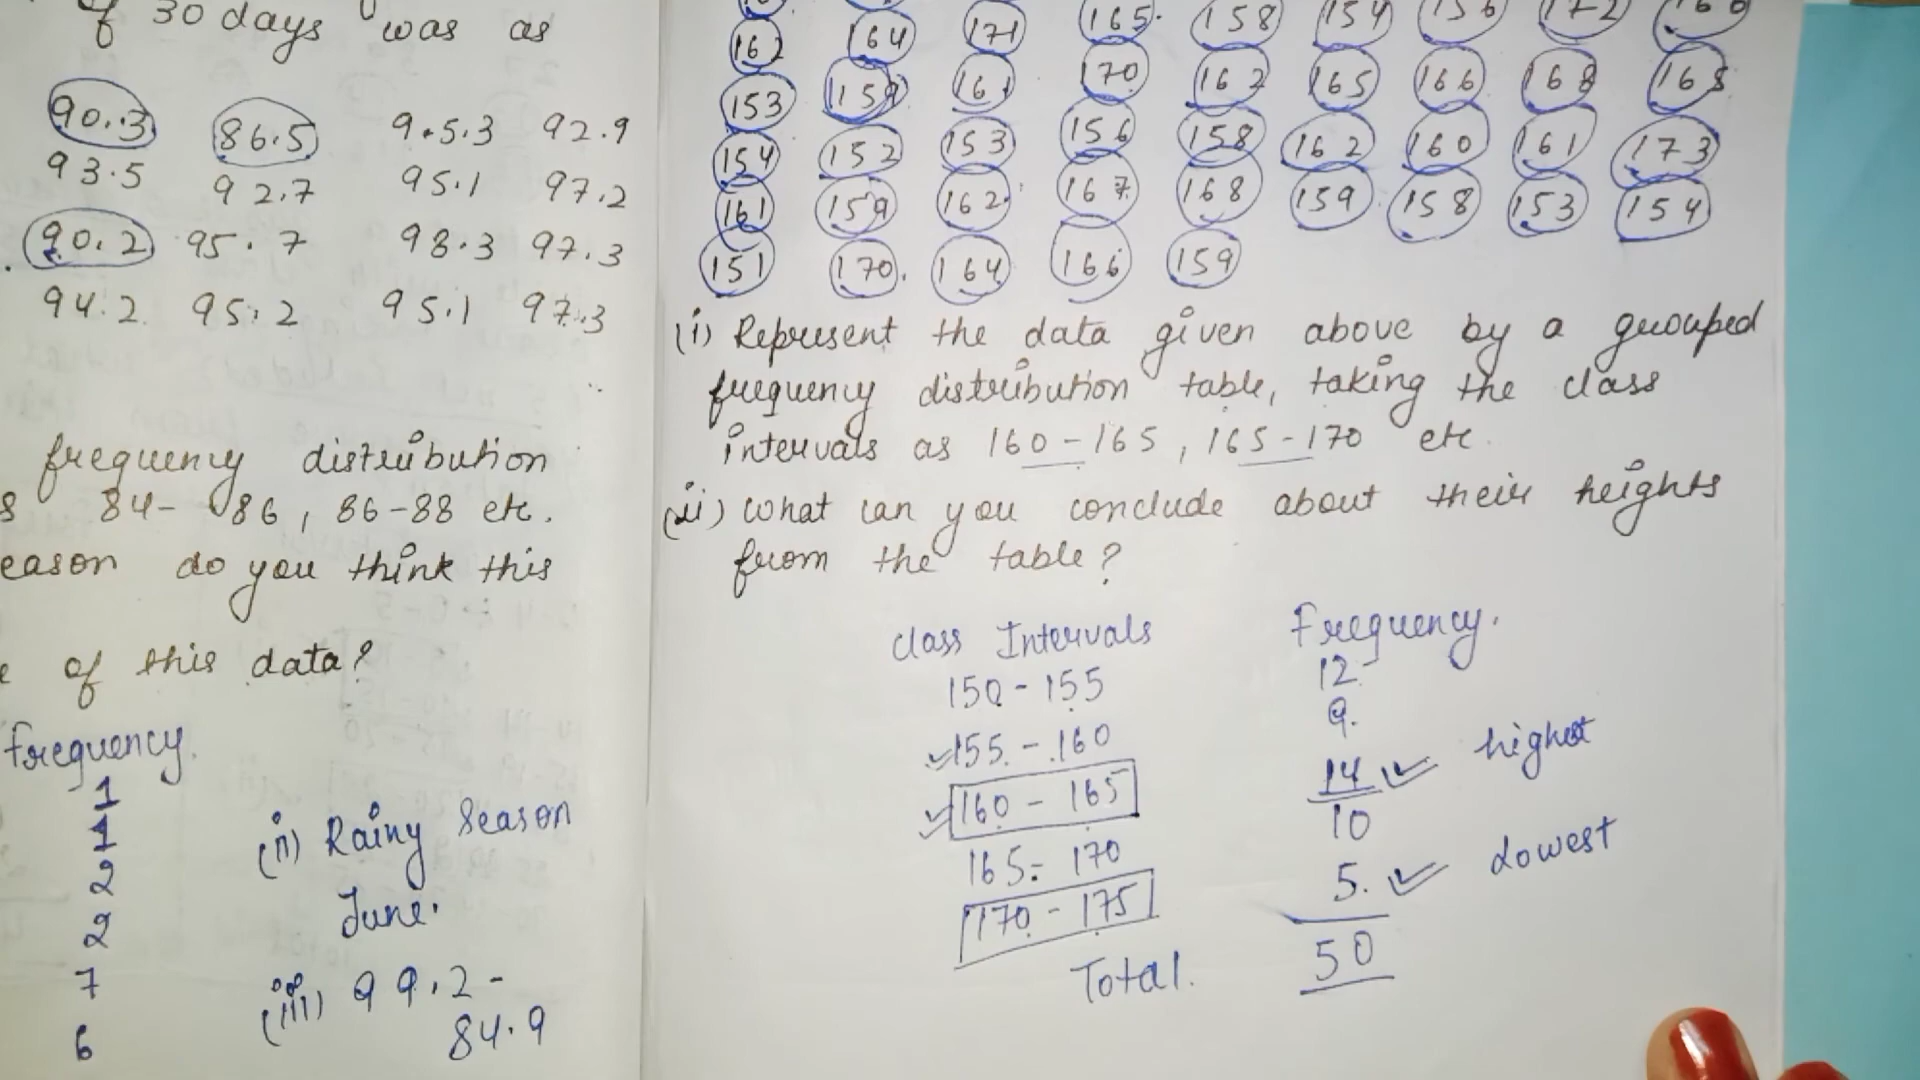 of 30 days was as
90.3 86.5 95.3 92.9
93.5 92.7 95.1 97.2
90.2 95.7 98.3 97.3
94.2 95.2 95.1 97.3
frequency distribution
84-86, 86-88 etc.
eason do you think this
of this data?
Frequency.
1
1
2
2
7
6
(ii) Rainy Season
June.
(iii) 99.2-
84.9
165. 158 154 156 172
162 164 171
153 159 161 170 162 165 166 168 168
154 152 153 156 158 162 160 161 173
161 159 162 167 168 159 158 153 154
151 170. 164 166 159
(i) Represent the data given above by a grouped
frequency distribution table, taking the class
intervals as 160-165, 165-170 etc
(ii) What can you conclude about their heights
from the table?
Class Intervals Frequency.
150-155 12
155-160 9.
160-165 14 highest
165-170 10
170-175 5. Lowest
Total. 50